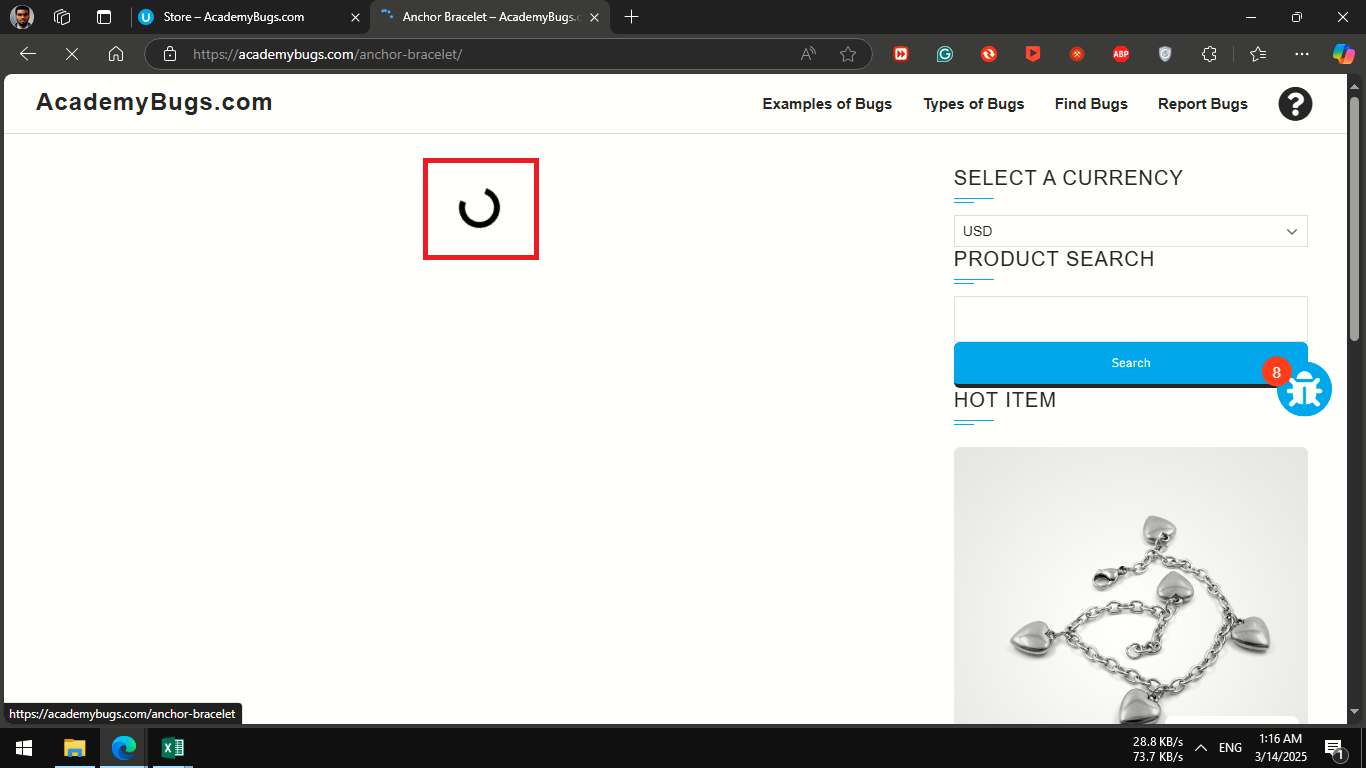 Store – AcademyBugs.com
Anchor Bracelet – AcademyBugs.c
https://academybugs.com/anchor-bracelet/
ABP
AcademyBugs.com
Examples of Bugs
Types of Bugs
Find Bugs
Report Bugs
?
SELECT A CURRENCY
USD
PRODUCT SEARCH
Search
8
HOT ITEM
https://academybugs.com/anchor-bracelet
28.8 KB/s
73.7 KB/s
ENG
1:16 AM
3/14/2025
1